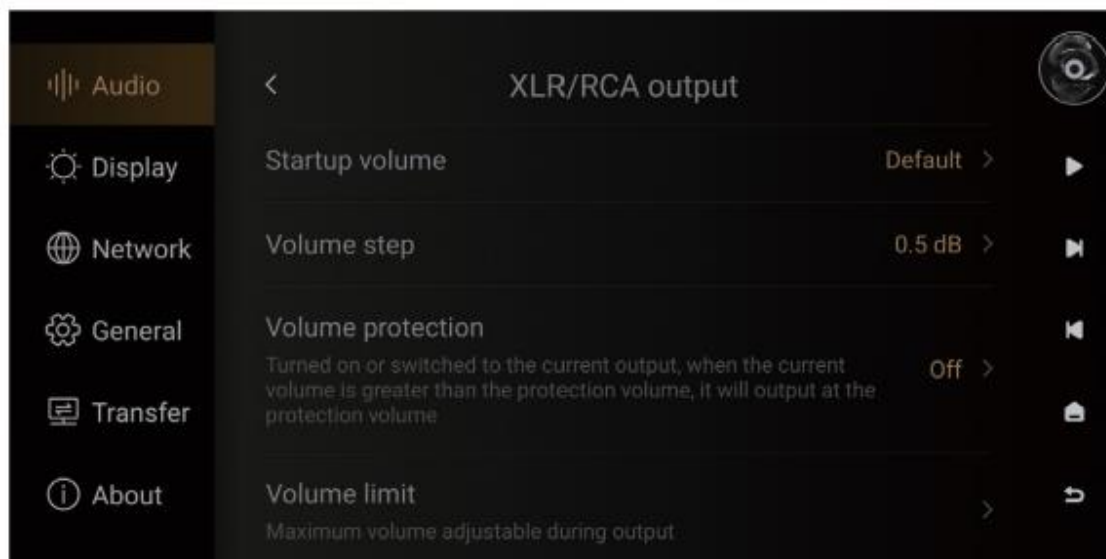 Audio
Display
Network
General
Transfer
About
XLR/RCA output
Startup volume
Default
Volume step
0.5 dB
Volume protection
Turned on or switched to the current output, when the current
volume is greater than the protection volume, it will output at the
protection volume
Off
Volume limit
Maximum volume adjustable during output